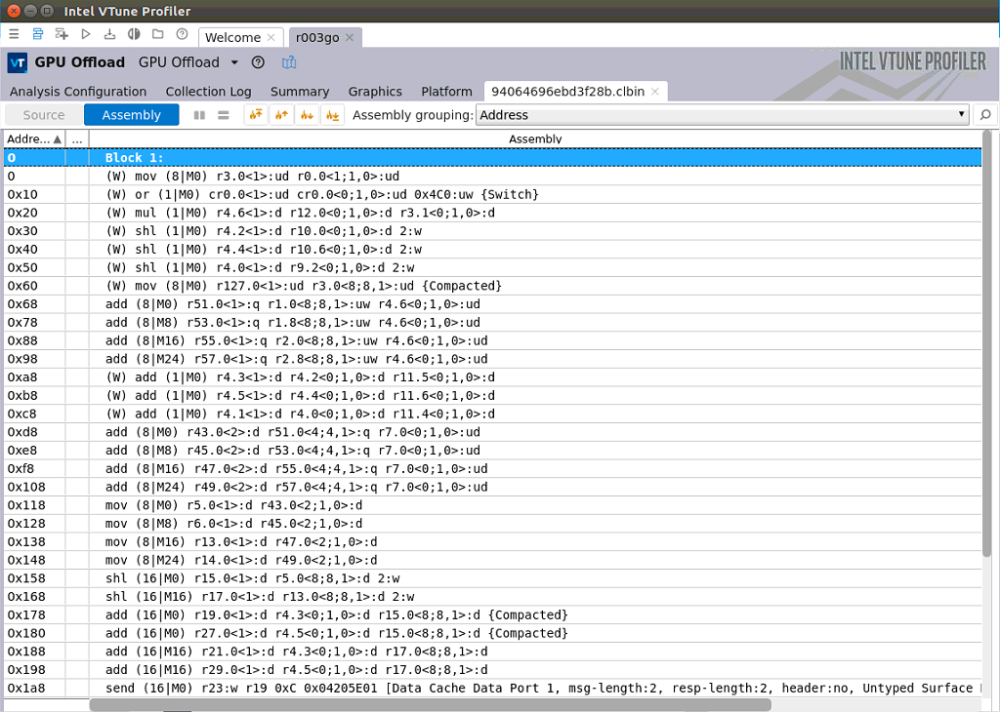 Intel VTune Profiler
Welcome
r003go
VT GPU Offload GPU Offload
INTEL VTUNE PROFILER
Analysis Configuration Collection Log Summary Graphics Platform 94064696ebd3f28b.clbin
Source Assembly Assembly grouping: Address
Addre... ... Assembly
0 Block 1:
0 (W) mov (8|M0) r3.0<1>:ud r0.0<1;1,0>:ud
0x10 (W) or (1|M0) cr0.0<1>:ud cr0.0<0;1,0>:ud 0x4C0:uw {Switch}
0x20 (W) mul (1|M0) r4.6<1>:d r12.0<0;1,0>:d r3.1<0;1,0>:d
0x30 (W) shl (1|M0) r4.2<1>:d r10.0<0;1,0>:d 2:w
0x40 (W) shl (1|M0) r4.4<1>:d r10.6<0;1,0>:d 2:w
0x50 (W) shl (1|M0) r4.0<1>:d r9.2<0;1,0>:d 2:w
0x60 (W) mov (8|M0) r127.0<1>:ud r3.0<8;8,1>:ud {Compacted}
0x68 add (8|M0) r51.0<1>:q r1.0<8;8,1>:uw r4.6<0;1,0>:ud
0x78 add (8|M8) r53.0<1>:q r1.8<8;8,1>:uw r4.6<0;1,0>:ud
0x88 add (8|M16) r55.0<1>:q r2.0<8;8,1>:uw r4.6<0;1,0>:ud
0x98 add (8|M24) r57.0<1>:q r2.8<8;8,1>:uw r4.6<0;1,0>:ud
0xa8 (W) add (1|M0) r4.3<1>:d r4.2<0;1,0>:d r11.5<0;1,0>:d
0xb8 (W) add (1|M0) r4.5<1>:d r4.4<0;1,0>:d r11.6<0;1,0>:d
0xc8 (W) add (1|M0) r4.1<1>:d r4.0<0;1,0>:d r11.4<0;1,0>:d
0xd8 add (8|M0) r43.0<2>:d r51.0<4;4,1>:q r7.0<0;1,0>:ud
0xe8 add (8|M8) r45.0<2>:d r53.0<4;4,1>:q r7.0<0;1,0>:ud
0xf8 add (8|M16) r47.0<2>:d r55.0<4;4,1>:q r7.0<0;1,0>:ud
0x108 add (8|M24) r49.0<2>:d r57.0<4;4,1>:q r7.0<0;1,0>:ud
0x118 mov (8|M0) r5.0<1>:d r43.0<2;1,0>:d
0x128 mov (8|M8) r6.0<1>:d r45.0<2;1,0>:d
0x138 mov (8|M16) r13.0<1>:d r47.0<2;1,0>:d
0x148 mov (8|M24) r14.0<1>:d r49.0<2;1,0>:d
0x158 shl (16|M0) r15.0<1>:d r5.0<8;8,1>:d 2:w
0x168 shl (16|M16) r17.0<1>:d r13.0<8;8,1>:d 2:w
0x178 add (16|M0) r19.0<1>:d r4.3<0;1,0>:d r15.0<8;8,1>:d {Compacted}
0x180 add (16|M0) r27.0<1>:d r4.5<0;1,0>:d r15.0<8;8,1>:d {Compacted}
0x188 add (16|M16) r21.0<1>:d r4.3<0;1,0>:d r17.0<8;8,1>:d
0x198 add (16|M16) r29.0<1>:d r4.5<0;1,0>:d r17.0<8;8,1>:d
0x1a8 send (16|M0) r23:w r19 0xC 0x04205E01 [Data Cache Data Port 1, msg-length:2, resp-length:2, header:no, Untyped Surface